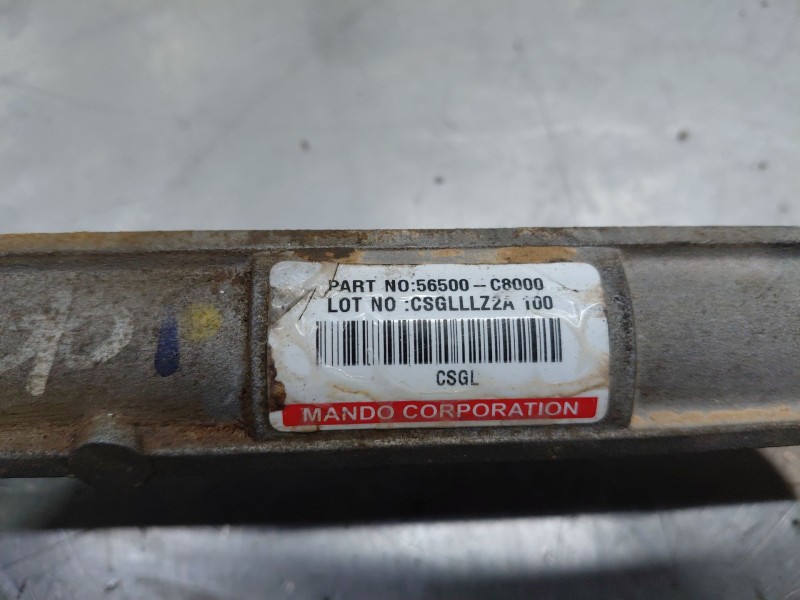 PART NO:56500-C8000
LOT NO :CSGLLLZ2A 100
CSGL
MANDO CORPORATION